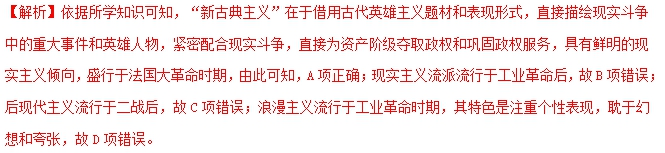 【解析】依据所学知识可知，“新古典主义”在于借用古代英雄主义题材和表现形式，直接描绘现实斗争
中的重大事件和英雄人物，紧密配合现实斗争，直接为资产阶级夺取政权和巩固政权服务，具有鲜明的现
实主义倾向，盛行于法国大革命时期，由此可知，A 项正确；现实主义流派流行于工业革命后，故 B 项错误；
后现代主义流行于二战后，故 C 项错误；浪漫主义流行于工业革命时期，其特色是注重个性表现，耽于幻
想和夸张，故 D 项错误。